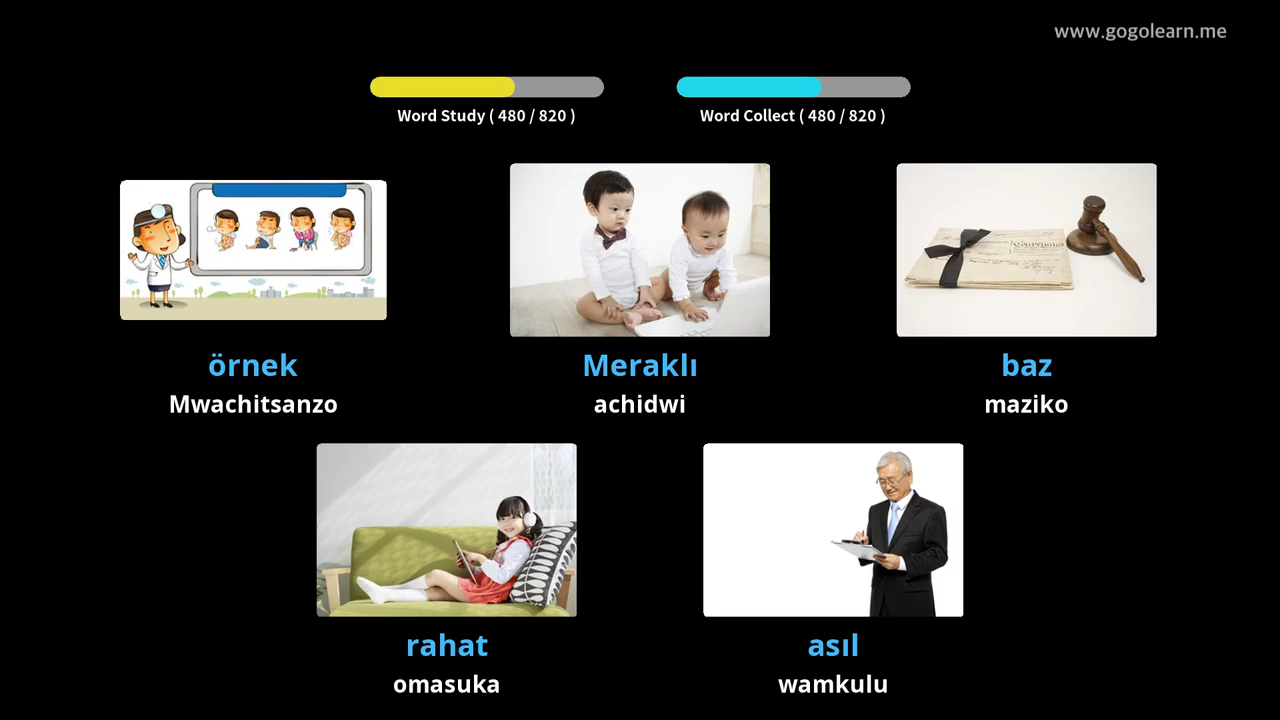 www.gogolearn.me
Word Study ( 480 / 820 )
Word Collect ( 480 / 820 )
örnek
Mwachitsanzo
Meraklı
achidwi
baz
maziko
rahat
omasuka
asıl
wamkulu